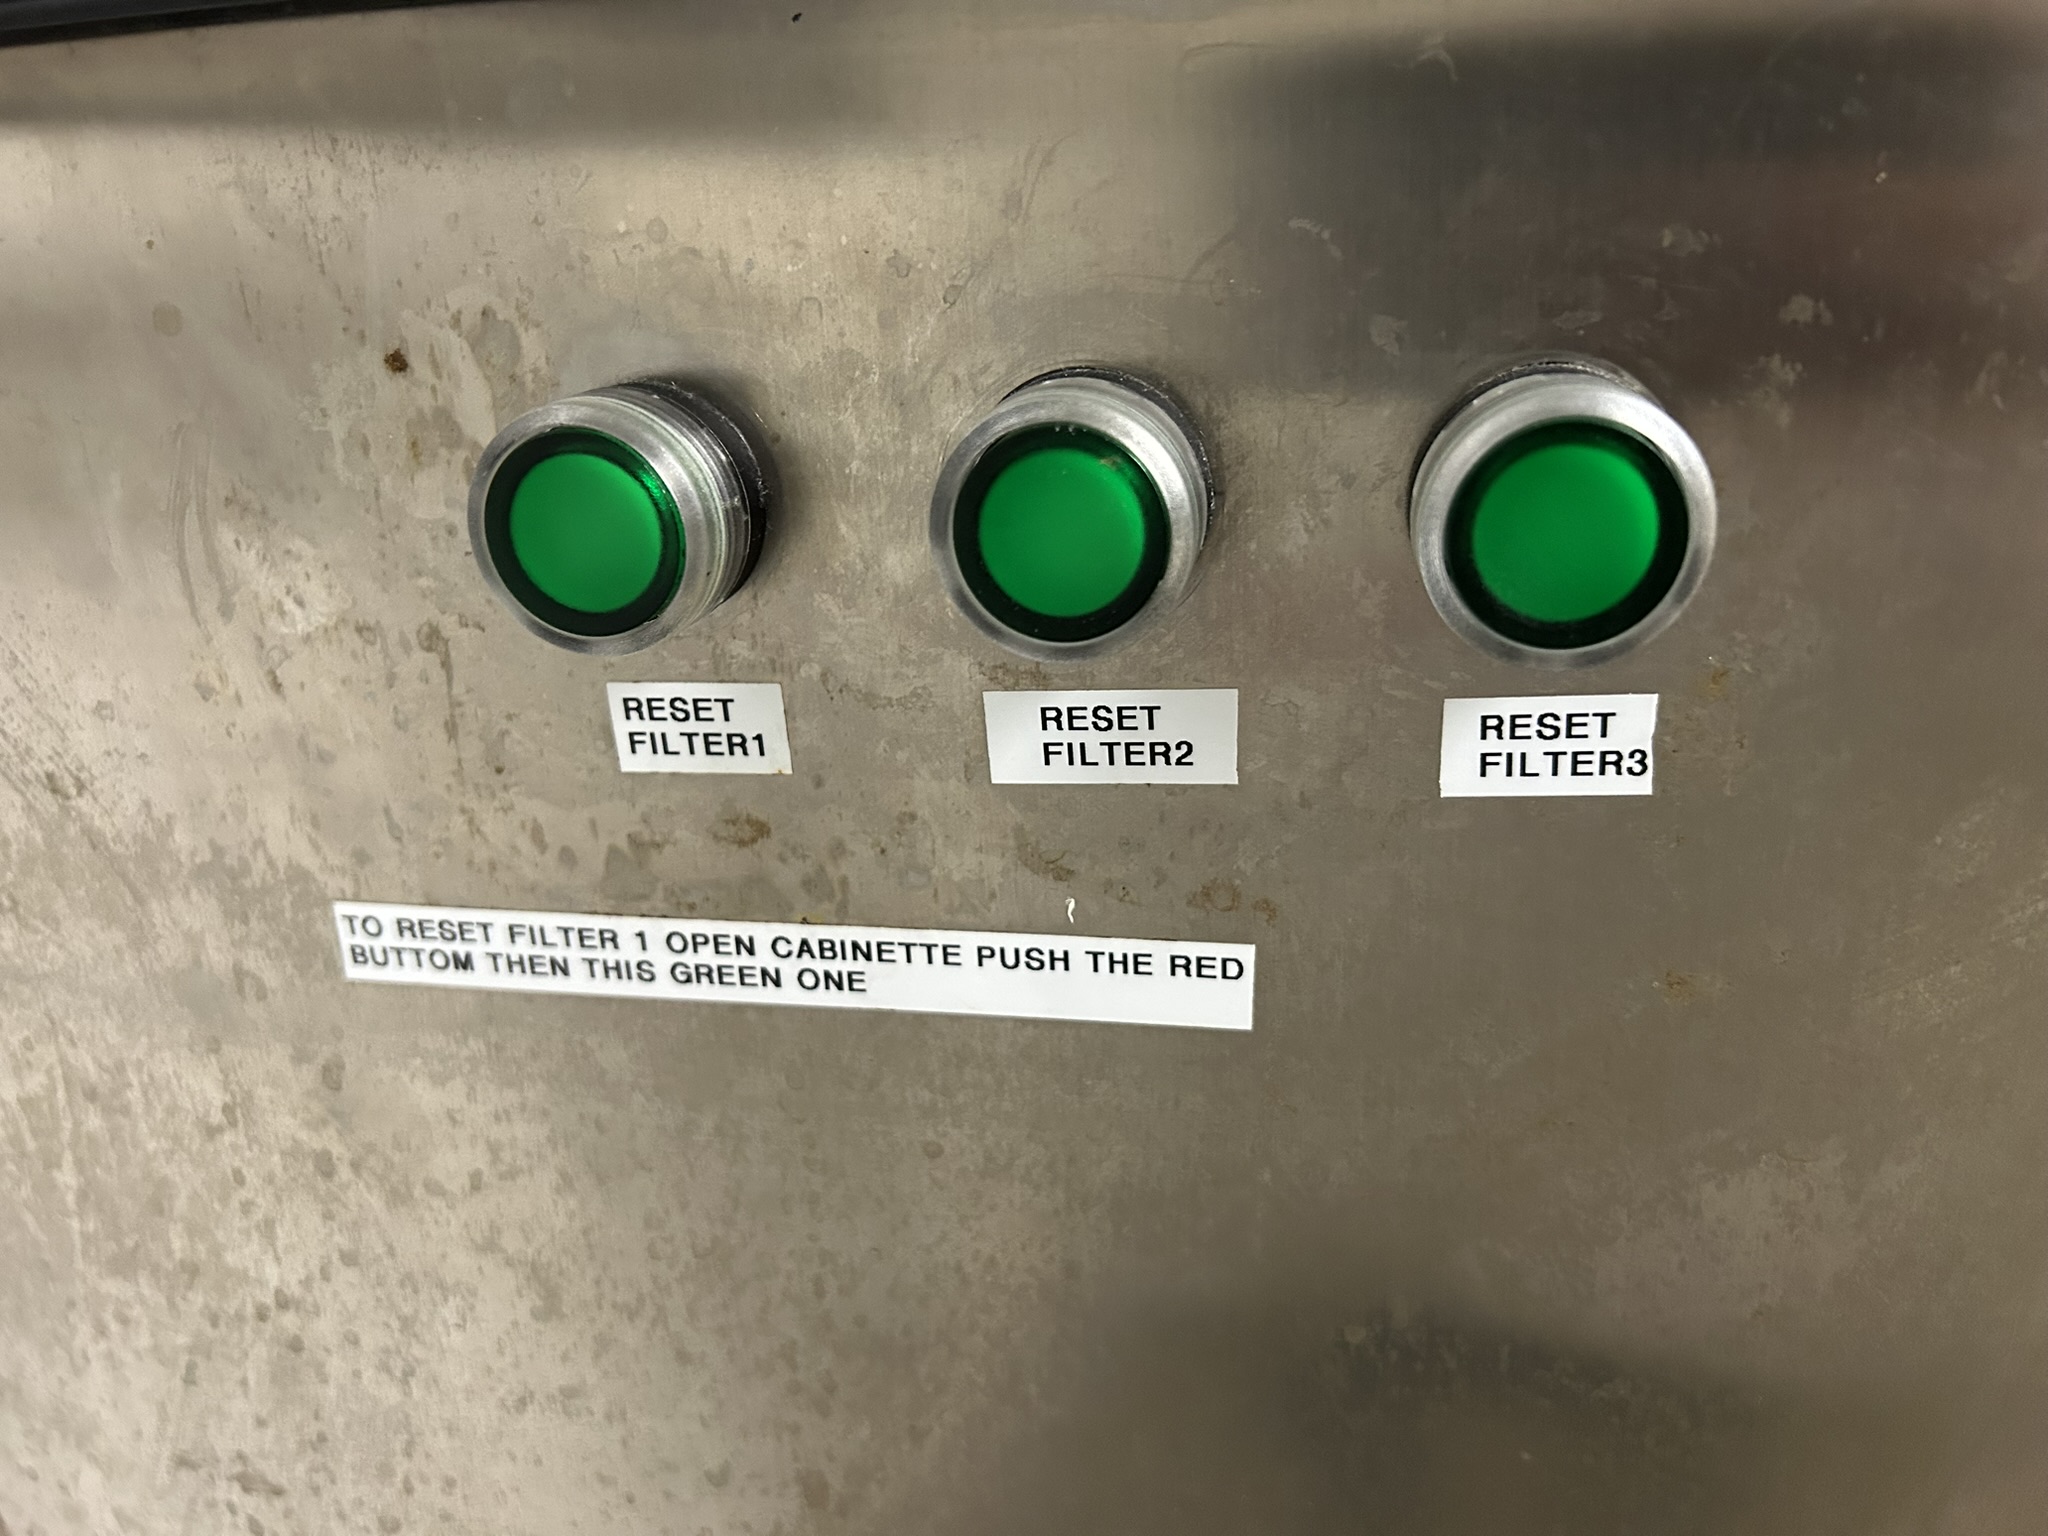 RESET
FILTER1
RESET
FILTER2
RESET
FILTER3
TO RESET FILTER 1 OPEN CABINETTE PUSH THE RED
BUTTOM THEN THIS GREEN ONE